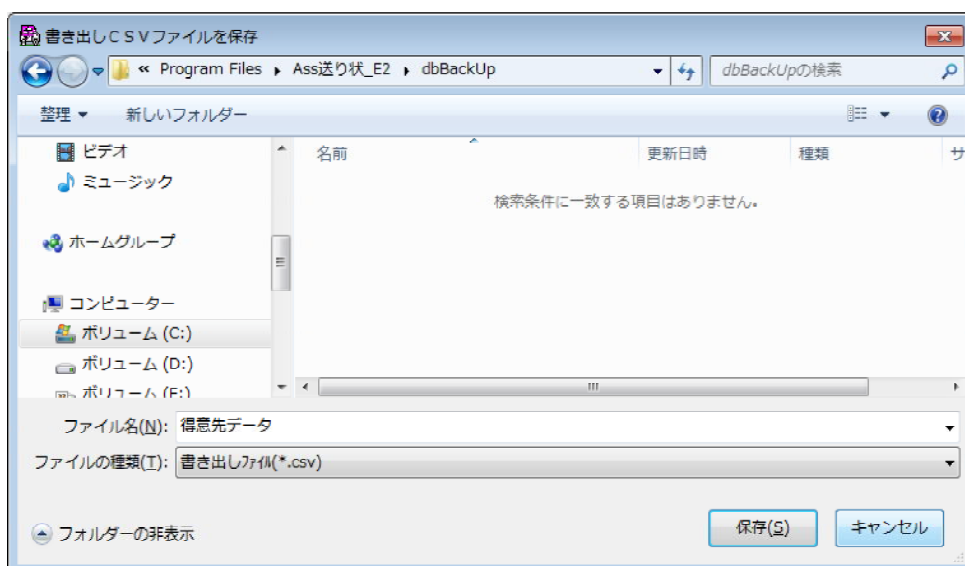 書き出しＣＳＶファイルを保存
« Program Files ▸ Ass送り状_E2 ▸ dbBackUp
dbBackUpの検索
整理 ▼ 新しいフォルダー
名前 更新日時 種類 サ
検索条件に一致する項目はありません。
ビデオ
ミュージック
ホームグループ
コンピューター
ボリューム (C:)
ボリューム (D:)
ボリューム
ファイル名(N): 得意先データ
ファイルの種類(T): 書き出しﾌｧｲﾙ(*.csv)
フォルダーの非表示
保存(S)
キャンセル